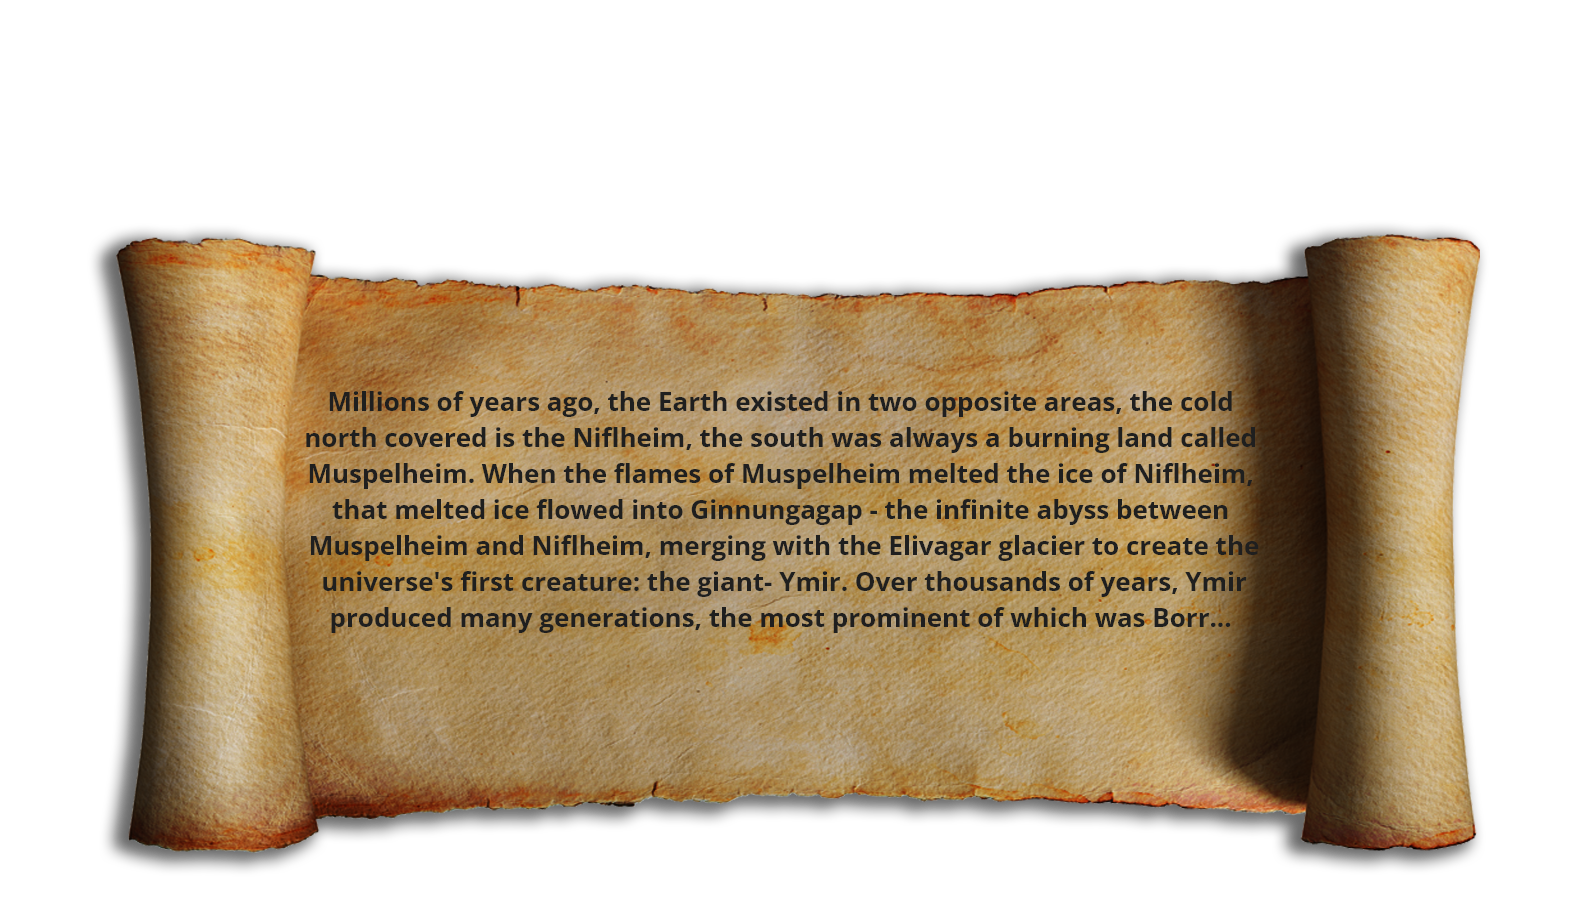 Millions of years ago, the Earth existed in two opposite areas, the cold
north covered is the Niflheim, the south was always a burning land called
Muspelheim. When the flames of Muspelheim melted the ice of Niflheim,
that melted ice flowed into Ginnungagap - the infinite abyss between
Muspelheim and Niflheim, merging with the Elivagar glacier to create the
universe's first creature: the giant- Ymir. Over thousands of years, Ymir
produced many generations, the most prominent of which was Borr...